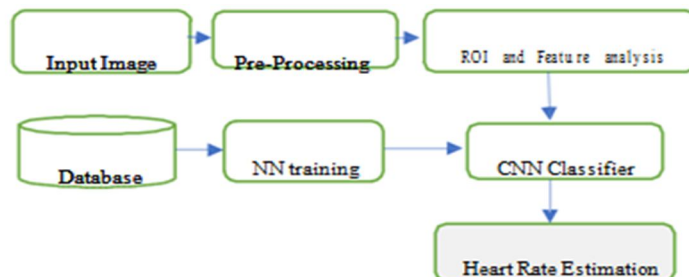 Input Image
Pre-Processing
ROI and Feature analysis
Database
NN training
CNN Classifier
Heart Rate Estimation